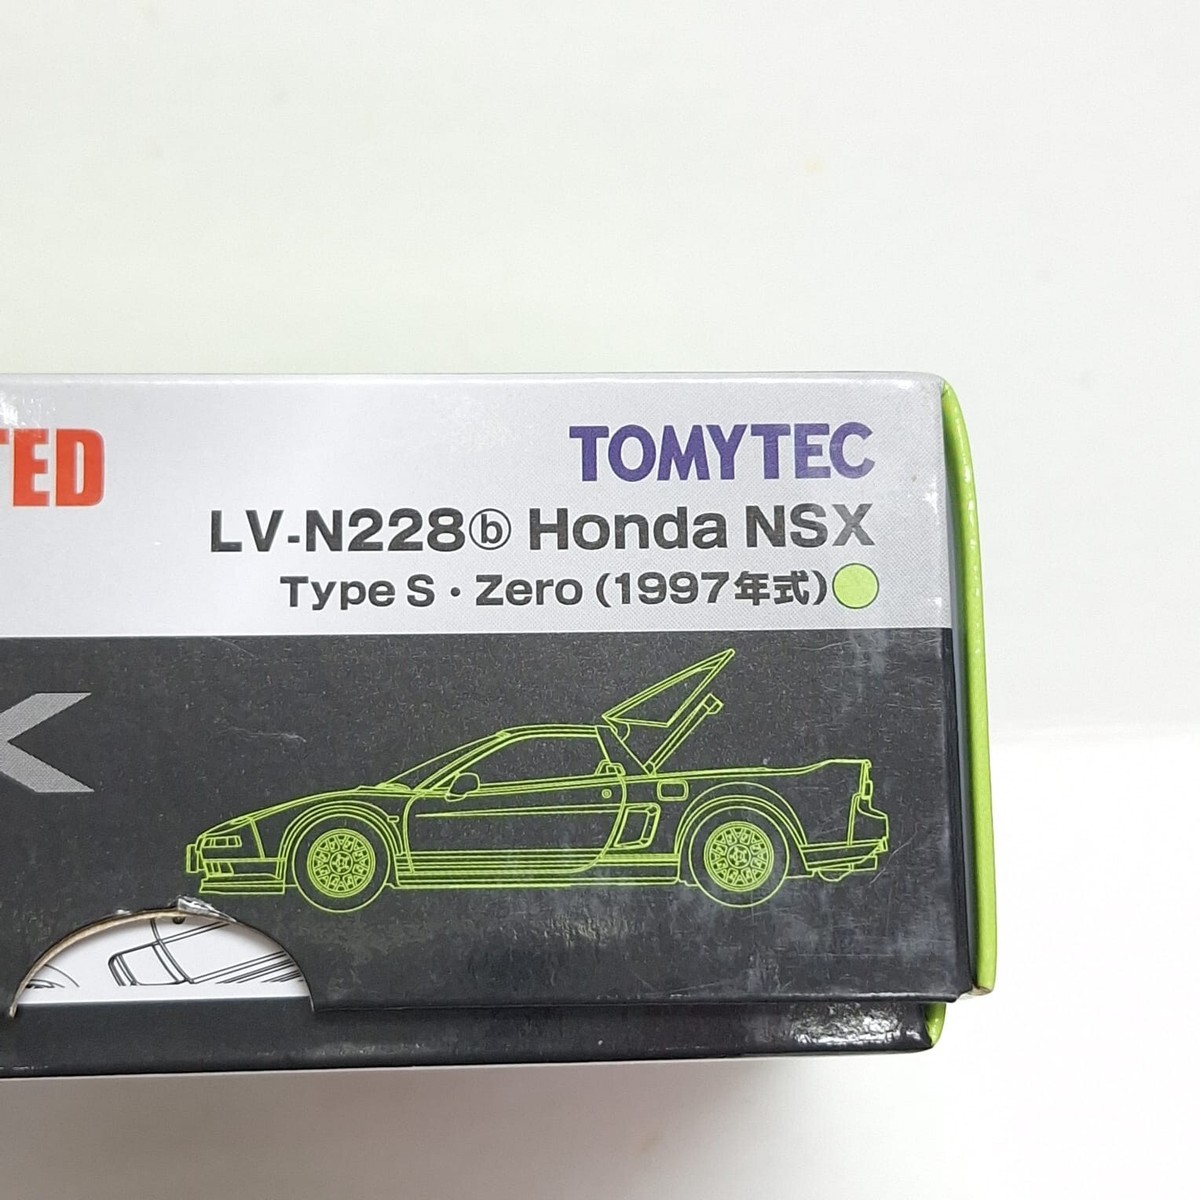 TED
TOMYTEC
LV-N228ⓑ Honda NSX
Type S・Zero (1997年式)
X